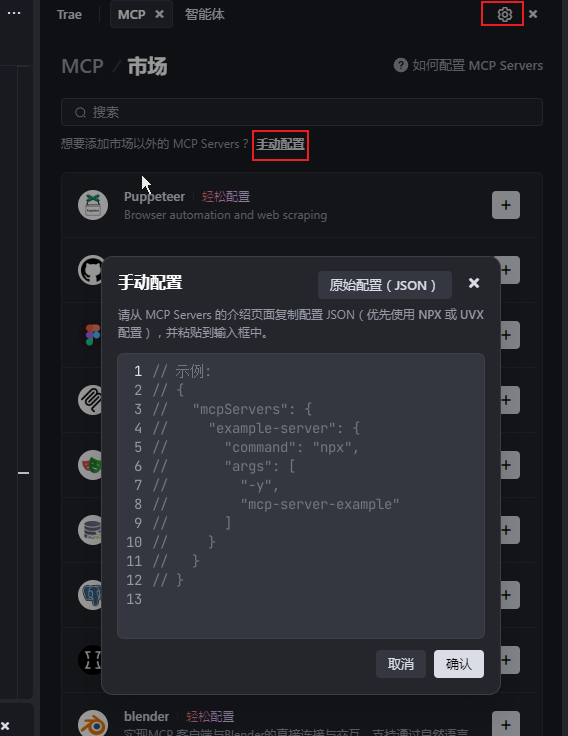 Trae MCP 智能体
MCP / 市场 如何配置 MCP Servers
搜索
想要添加市场以外的 MCP Servers？ 手动配置
Puppeteer 轻松配置
Browser automation and web scraping
手动配置 原始配置（JSON）
请从 MCP Servers 的介绍页面复制配置 JSON（优先使用 NPX 或 UVX
配置），并粘贴到输入框中。
1 // 示例:
2 // {
3 //   "mcpServers": {
4 //     "example-server": {
5 //       "command": "npx",
6 //       "args": [
7 //         "-y",
8 //         "mcp-server-example"
9 //       ]
10 //     }
11 //   }
12 // }
13
取消 确认
blender 轻松配置
实现MCP 客户端与Blender的直接连接与交互，支持通过自然语言